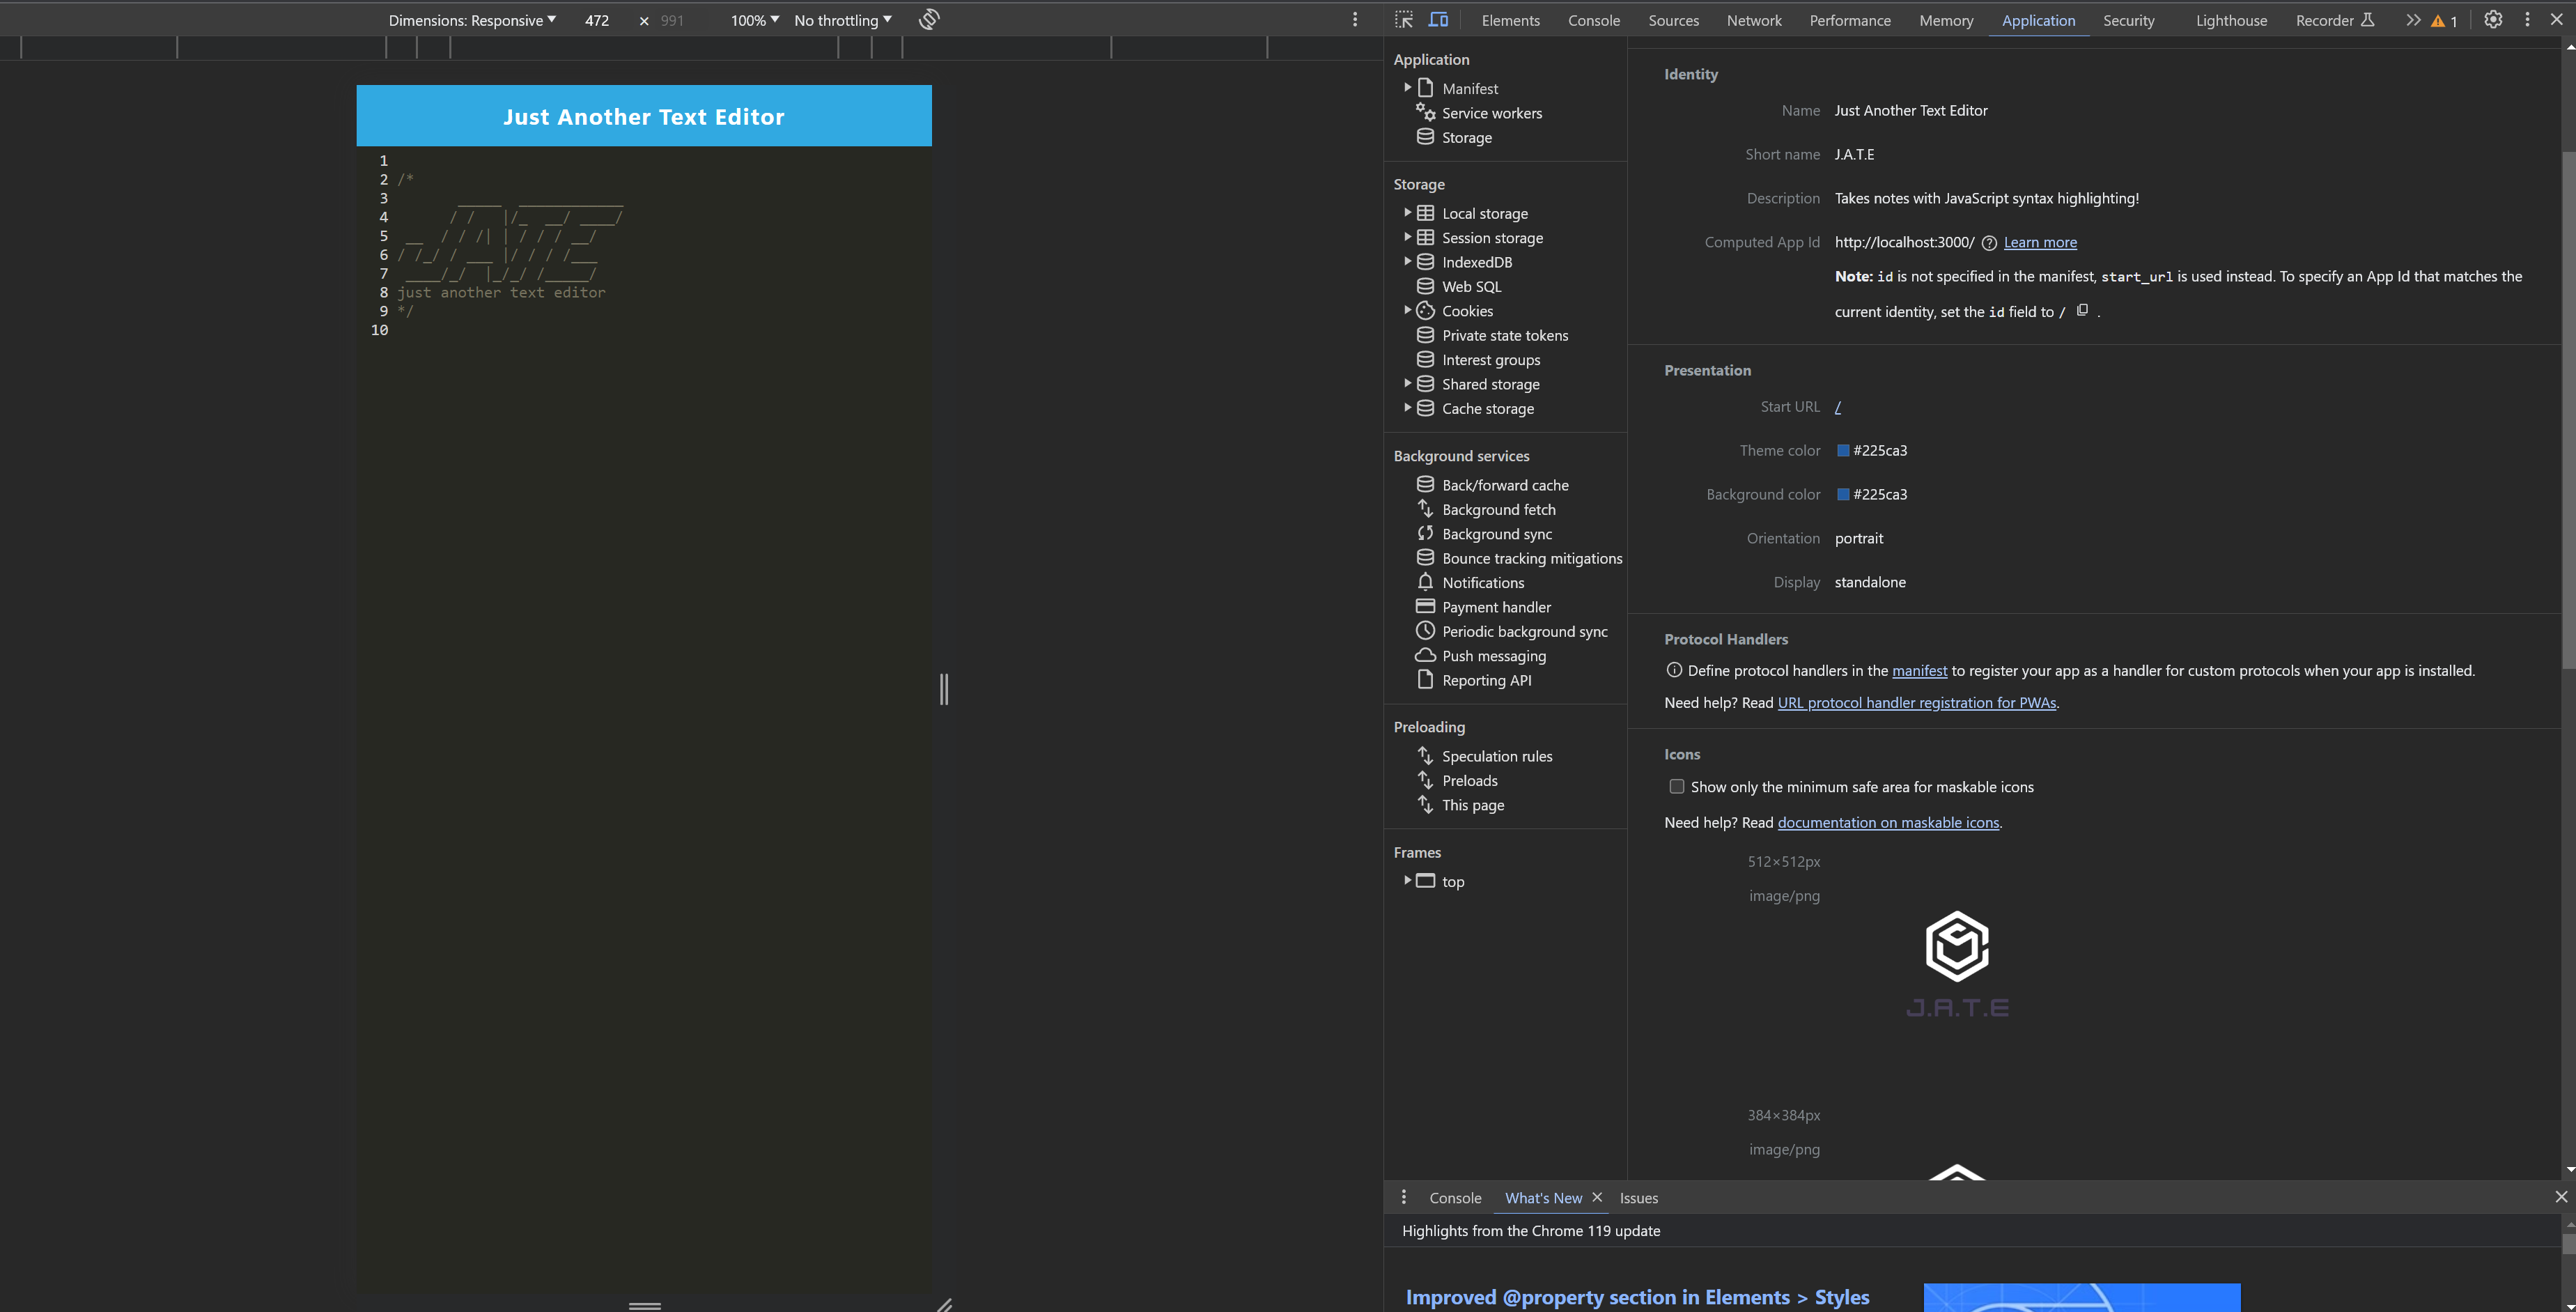 Dimensions: Responsive 472 × 991 100% No throttling
Elements Console Sources Network Performance Memory Application Security Lighthouse Recorder 1
Just Another Text Editor
1
2 /*
3      _____  ____________
4     / /   |/_  __/ ____/
5 __  / / /| | / / / __/
6 / /_/ / ___ |/ / / /___
7 ____/_/  |_/_/ /_____/
8 just another text editor
9 */
10
Application
Manifest
Service workers
Storage
Storage
Local storage
Session storage
IndexedDB
Web SQL
Cookies
Private state tokens
Interest groups
Shared storage
Cache storage
Background services
Back/forward cache
Background fetch
Background sync
Bounce tracking mitigations
Notifications
Payment handler
Periodic background sync
Push messaging
Reporting API
Preloading
Speculation rules
Preloads
This page
Frames
top
Identity
Name Just Another Text Editor
Short name J.A.T.E
Description Takes notes with JavaScript syntax highlighting!
Computed App Id http://localhost:3000/ Learn more
Note: id is not specified in the manifest, start_url is used instead. To specify an App Id that matches the
current identity, set the id field to / .
Presentation
Start URL /
Theme color #225ca3
Background color #225ca3
Orientation portrait
Display standalone
Protocol Handlers
Define protocol handlers in the manifest to register your app as a handler for custom protocols when your app is installed.
Need help? Read URL protocol handler registration for PWAs.
Icons
Show only the minimum safe area for maskable icons
Need help? Read documentation on maskable icons.
512×512px
image/png
J.A.T.E
384×384px
image/png
Console What's New Issues
Highlights from the Chrome 119 update
Improved @property section in Elements > Styles